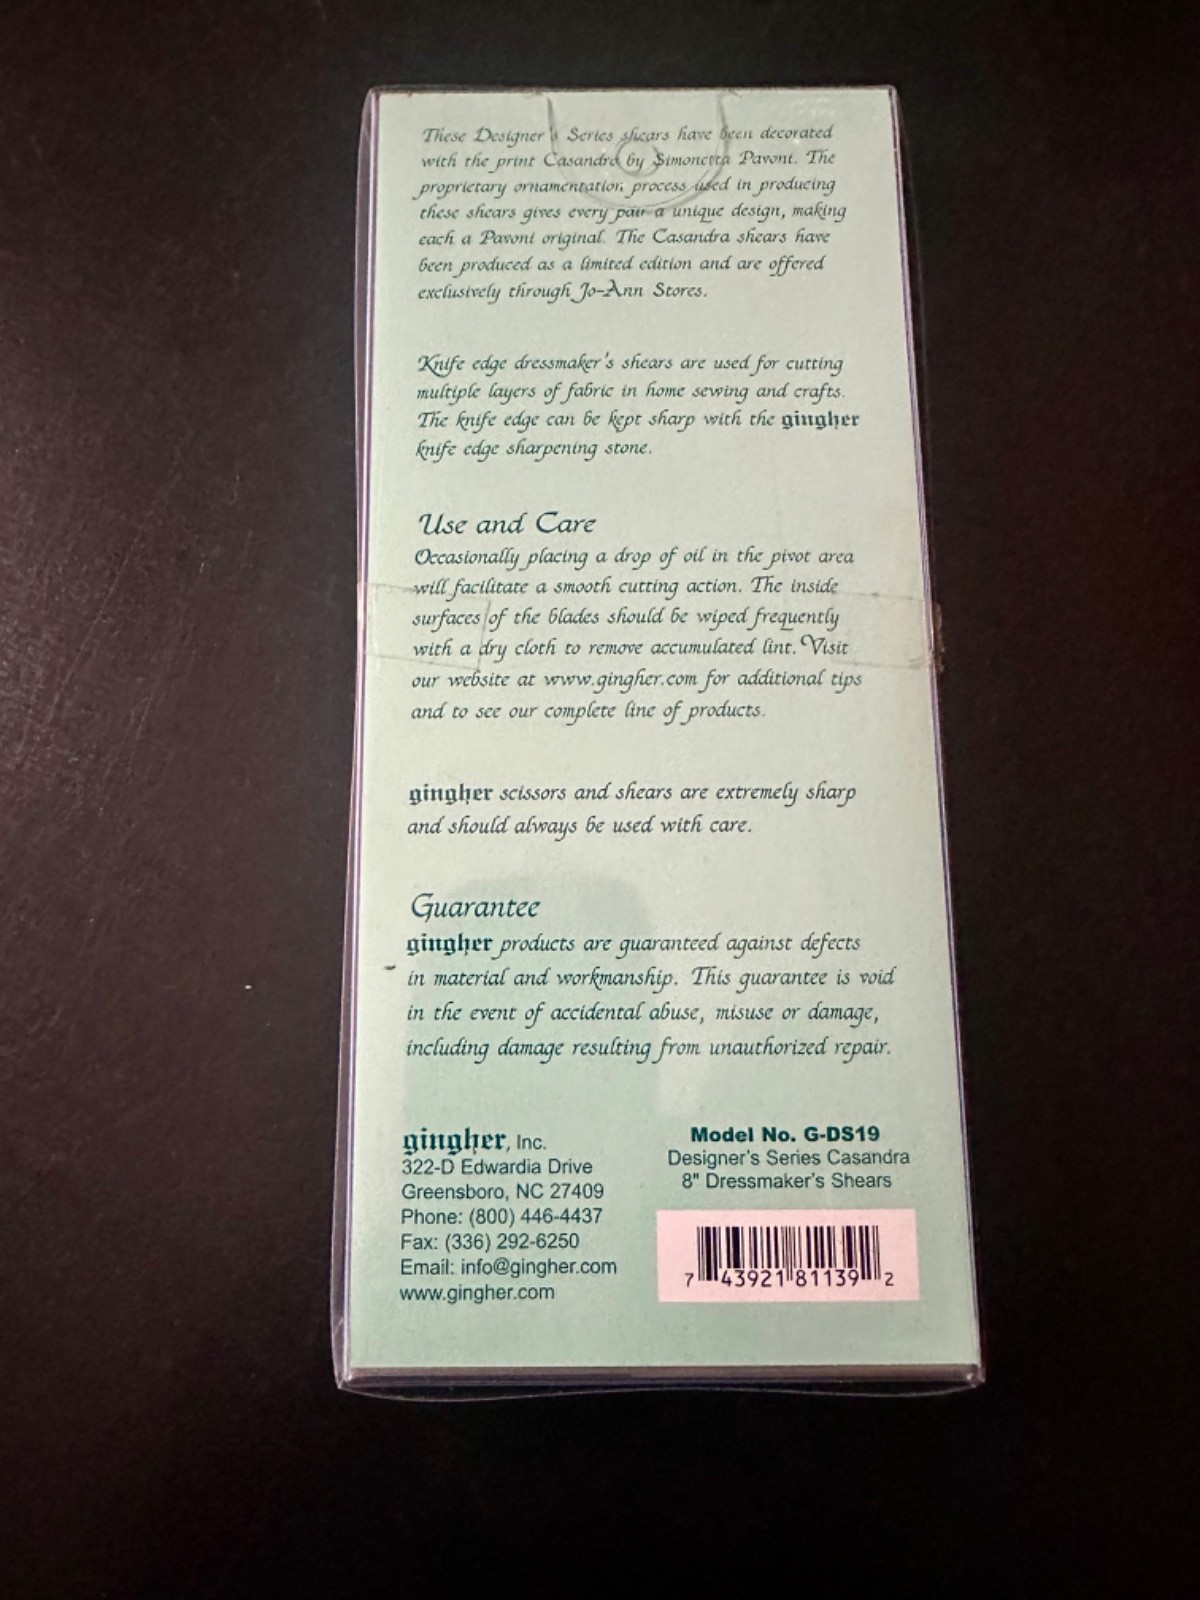 These Designer's Series shears have been decorated
with the print Casandra by Simonetta Pavoni. The
proprietary ornamentation process used in producing
these shears gives every pair a unique design, making
each a Pavoni original. The Casandra shears have
been produced as a limited edition and are offered
exclusively through Jo-Ann Stores.
Knife edge dressmaker's shears are used for cutting
multiple layers of fabric in home sewing and crafts.
The knife edge can be kept sharp with the gingher
knife edge sharpening stone.
Use and Care
Occasionally placing a drop of oil in the pivot area
will facilitate a smooth cutting action. The inside
surfaces of the blades should be wiped frequently
with a dry cloth to remove accumulated lint. Visit
our website at www.gingher.com for additional tips
and to see our complete line of products.
gingher scissors and shears are extremely sharp
and should always be used with care.
Guarantee
gingher products are guaranteed against defects
in material and workmanship. This guarantee is void
in the event of accidental abuse, misuse or damage,
including damage resulting from unauthorized repair.
gingher, Inc.
322-D Edwardia Drive
Greensboro, NC 27409
Phone: (800) 446-4437
Fax: (336) 292-6250
Email: info@gingher.com
www.gingher.com
Model No. G-DS19
Designer's Series Casandra
8" Dressmaker's Shears
7 43921 81139 2